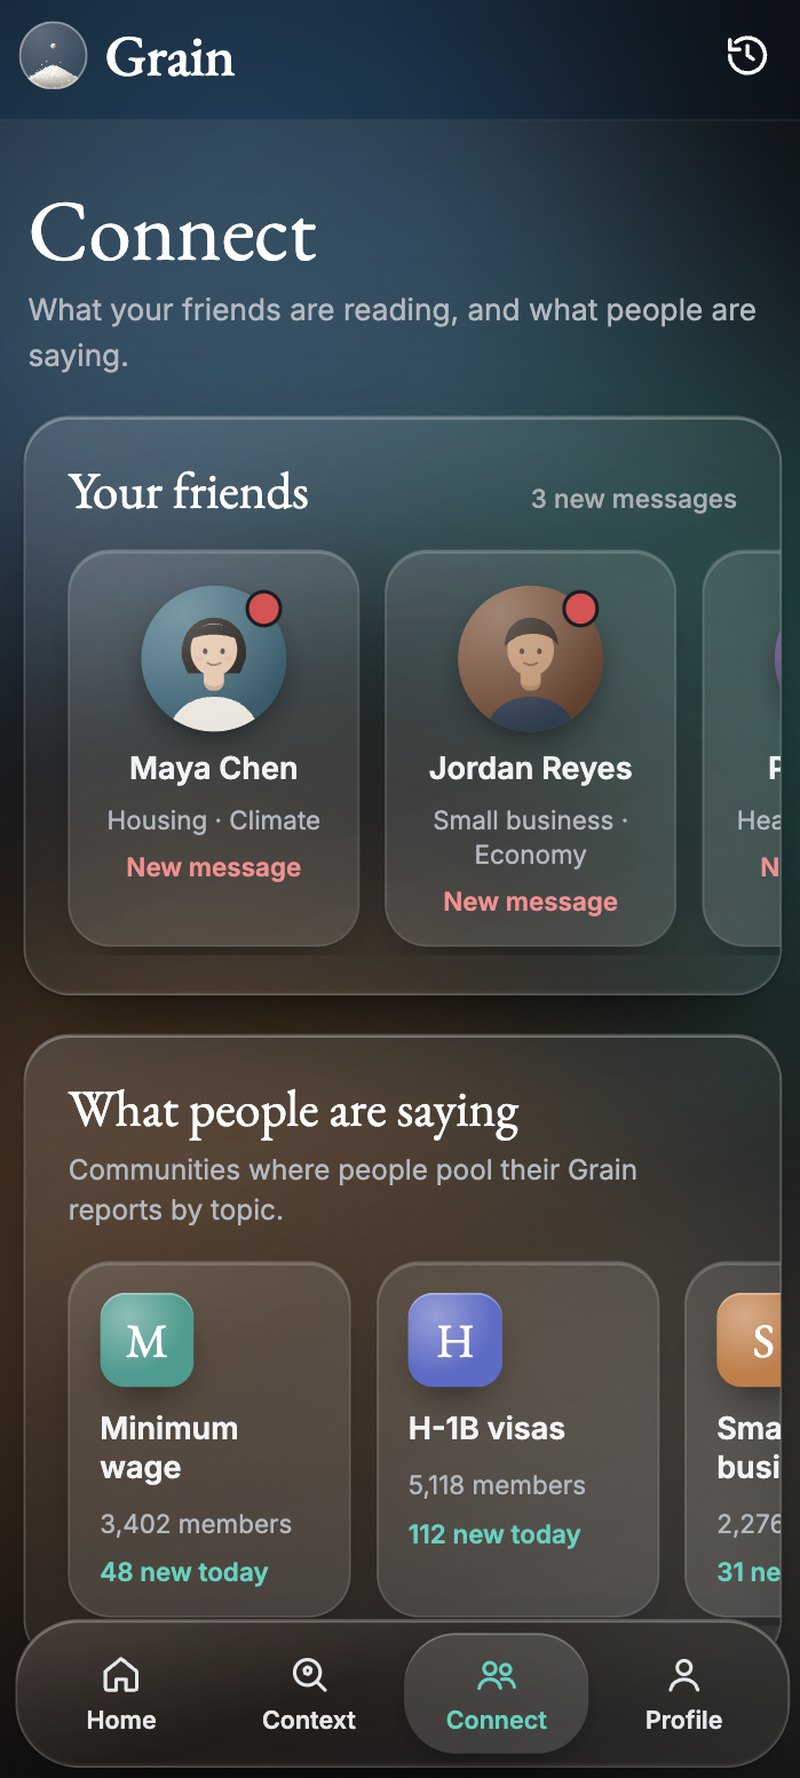 Grain
Connect
What your friends are reading, and what people are
saying.
Your friends
3 new messages
Maya Chen
Housing · Climate
New message
Jordan Reyes
Small business ·
Economy
New message
What people are saying
Communities where people pool their Grain
reports by topic.
M
Minimum
wage
3,402 members
48 new today
H
H-1B visas
5,118 members
112 new today
S
2,276
Home
Context
Connect
Profile